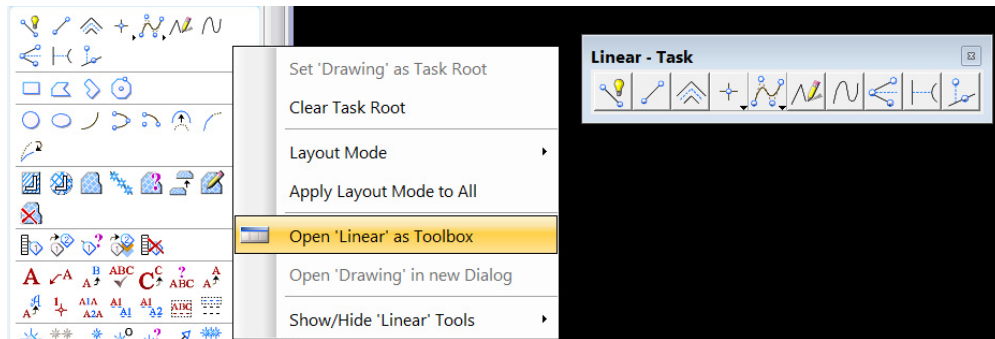 Set 'Drawing' as Task Root
Clear Task Root
Layout Mode
Apply Layout Mode to All
Open 'Linear' as Toolbox
Open 'Drawing' in new Dialog
Show/Hide 'Linear' Tools
Linear - Task